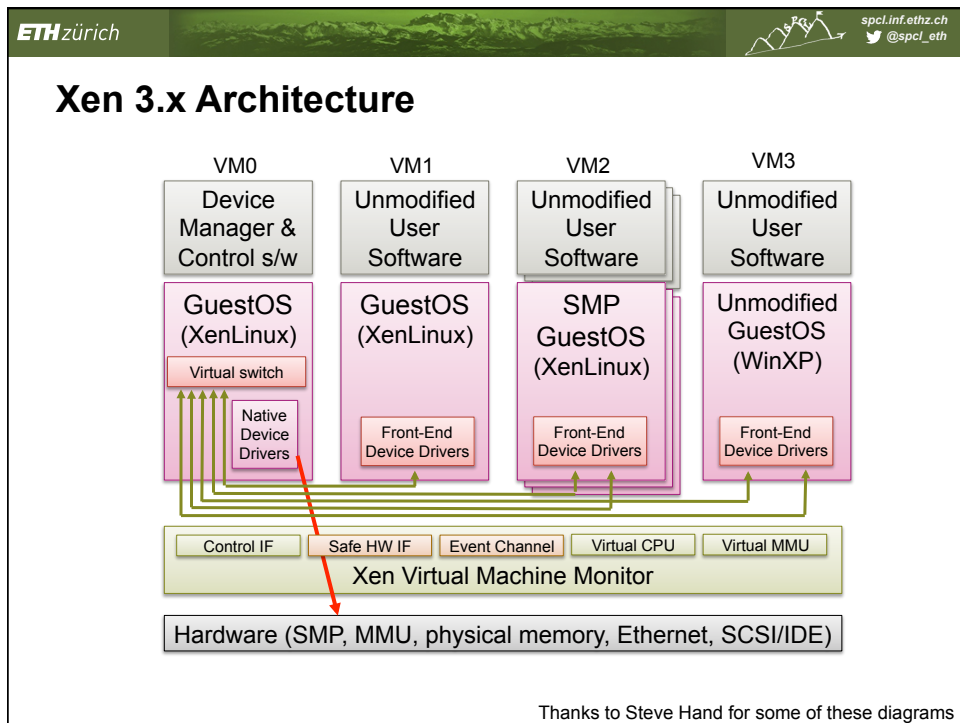 ETH zürich
spcl.inf.ethz.ch
@spcl_eth
Xen 3.x Architecture
VM0
VM1
VM2
VM3
Device
Manager &
Control s/w
Unmodified
User
Software
Unmodified
User
Software
Unmodified
User
Software
GuestOS
(XenLinux)
Virtual switch
Native
Device
Drivers
GuestOS
(XenLinux)
Front-End
Device Drivers
SMP
GuestOS
(XenLinux)
Front-End
Device Drivers
Unmodified
GuestOS
(WinXP)
Front-End
Device Drivers
Control IF
Safe HW IF
Event Channel
Virtual CPU
Virtual MMU
Xen Virtual Machine Monitor
Hardware (SMP, MMU, physical memory, Ethernet, SCSI/IDE)
Thanks to Steve Hand for some of these diagrams